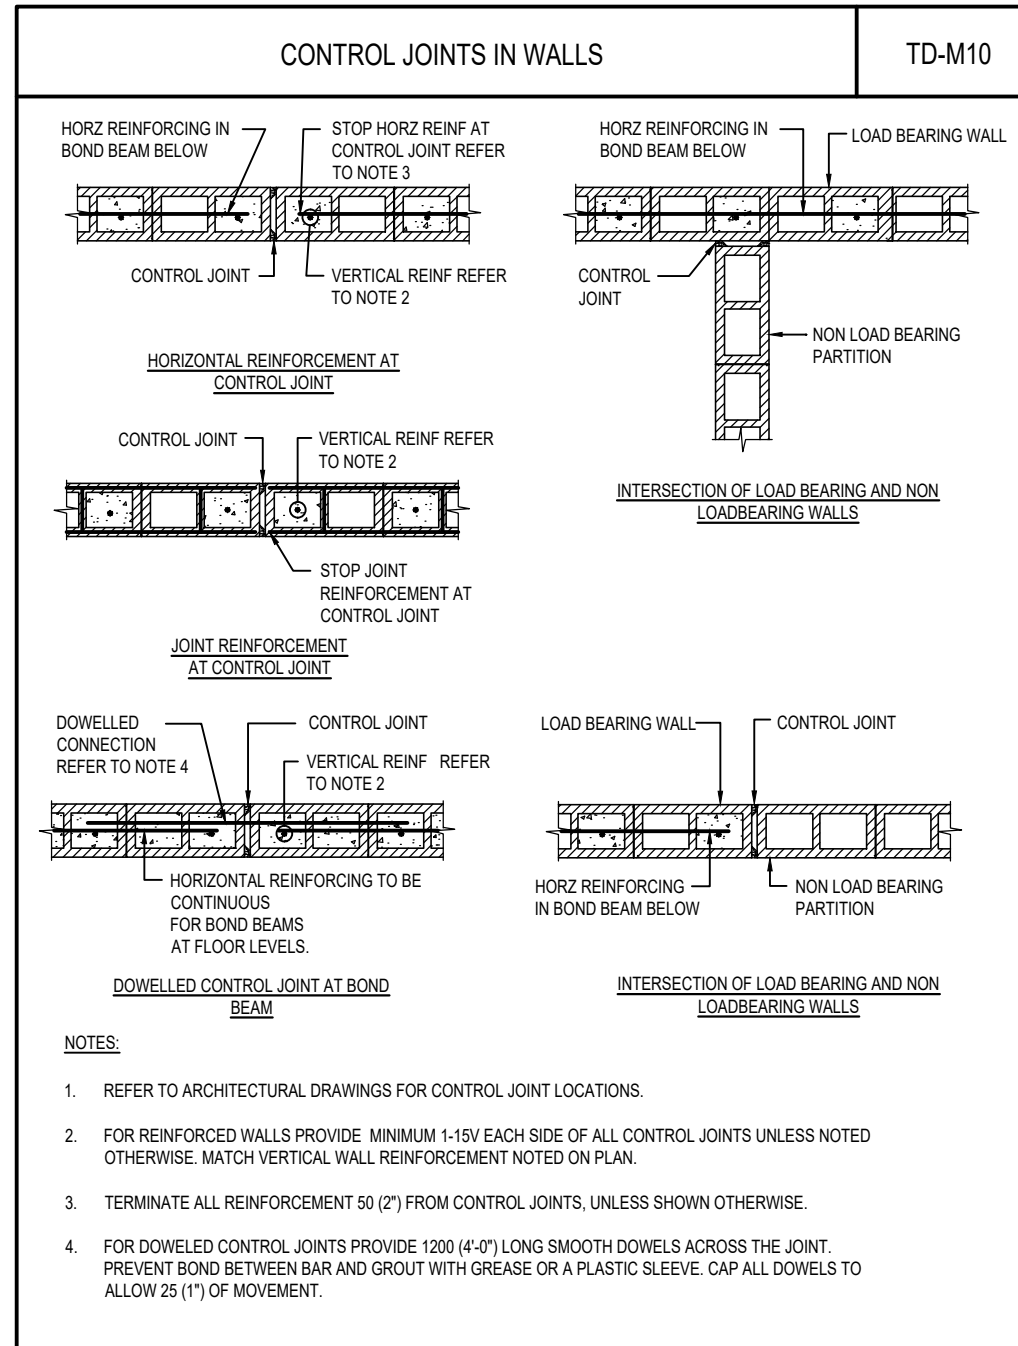 CONTROL JOINTS IN WALLS
TD-M10
HORZ REINFORCING IN
BOND BEAM BELOW
STOP HORZ REINF AT
CONTROL JOINT REFER
TO NOTE 3
CONTROL JOINT
VERTICAL REINF REFER
TO NOTE 2
HORIZONTAL REINFORCEMENT AT
CONTROL JOINT
HORZ REINFORCING IN
BOND BEAM BELOW
LOAD BEARING WALL
CONTROL
JOINT
NON LOAD BEARING
PARTITION
INTERSECTION OF LOAD BEARING AND NON
LOADBEARING WALLS
CONTROL JOINT
VERTICAL REINF REFER
TO NOTE 2
STOP JOINT
REINFORCEMENT AT
CONTROL JOINT
JOINT REINFORCEMENT
AT CONTROL JOINT
DOWELLED
CONNECTION
REFER TO NOTE 4
CONTROL JOINT
VERTICAL REINF REFER
TO NOTE 2
HORIZONTAL REINFORCING TO BE
CONTINUOUS
FOR BOND BEAMS
AT FLOOR LEVELS.
DOWELLED CONTROL JOINT AT BOND
BEAM
LOAD BEARING WALL
CONTROL JOINT
HORZ REINFORCING
IN BOND BEAM BELOW
NON LOAD BEARING
PARTITION
INTERSECTION OF LOAD BEARING AND NON
LOADBEARING WALLS
NOTES:
1. REFER TO ARCHITECTURAL DRAWINGS FOR CONTROL JOINT LOCATIONS.
2. FOR REINFORCED WALLS PROVIDE MINIMUM 1-15V EACH SIDE OF ALL CONTROL JOINTS UNLESS NOTED
OTHERWISE. MATCH VERTICAL WALL REINFORCEMENT NOTED ON PLAN.
3. TERMINATE ALL REINFORCEMENT 50 (2") FROM CONTROL JOINTS, UNLESS SHOWN OTHERWISE.
4. FOR DOWELED CONTROL JOINTS PROVIDE 1200 (4'-0") LONG SMOOTH DOWELS ACROSS THE JOINT.
PREVENT BOND BETWEEN BAR AND GROUT WITH GREASE OR A PLASTIC SLEEVE. CAP ALL DOWELS TO
ALLOW 25 (1") OF MOVEMENT.